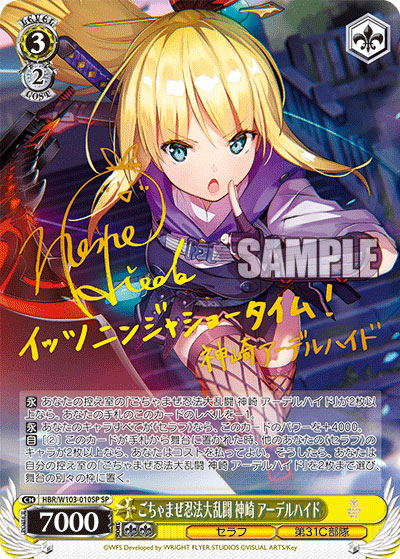 LEVEL
3
2
COST
SAMPLE
イッツニンジャショータイム!
神崎アーデルハイド
永 あなたの控え室の「ごちゃまぜ忍法大乱闘 神崎 アーデルハイド」が2枚以
上なら、あなたの手札のこのカードのレベルを-1。
永 あなたのキャラすべてが《セラフ》なら、このカードのパワーを+4000。
自 [(2)] このカードが手札から舞台に置かれた時、他のあなたの《セラフ》の
キャラが2枚以上なら、あなたはコストを払ってよい。そうしたら、あなたは
自分の控え室の「ごちゃまぜ忍法大乱闘 神崎 アーデルハイド」を2枚まで選び、
別々の枠に置く。
CH HBR/W103-010SP SP
ごちゃまぜ忍法大乱闘 神崎 アーデルハイド
7000
セラフ
第31C部隊
©WFS Developed by WRIGHT FLYER STUDIOS ©VISUAL ARTS/Key